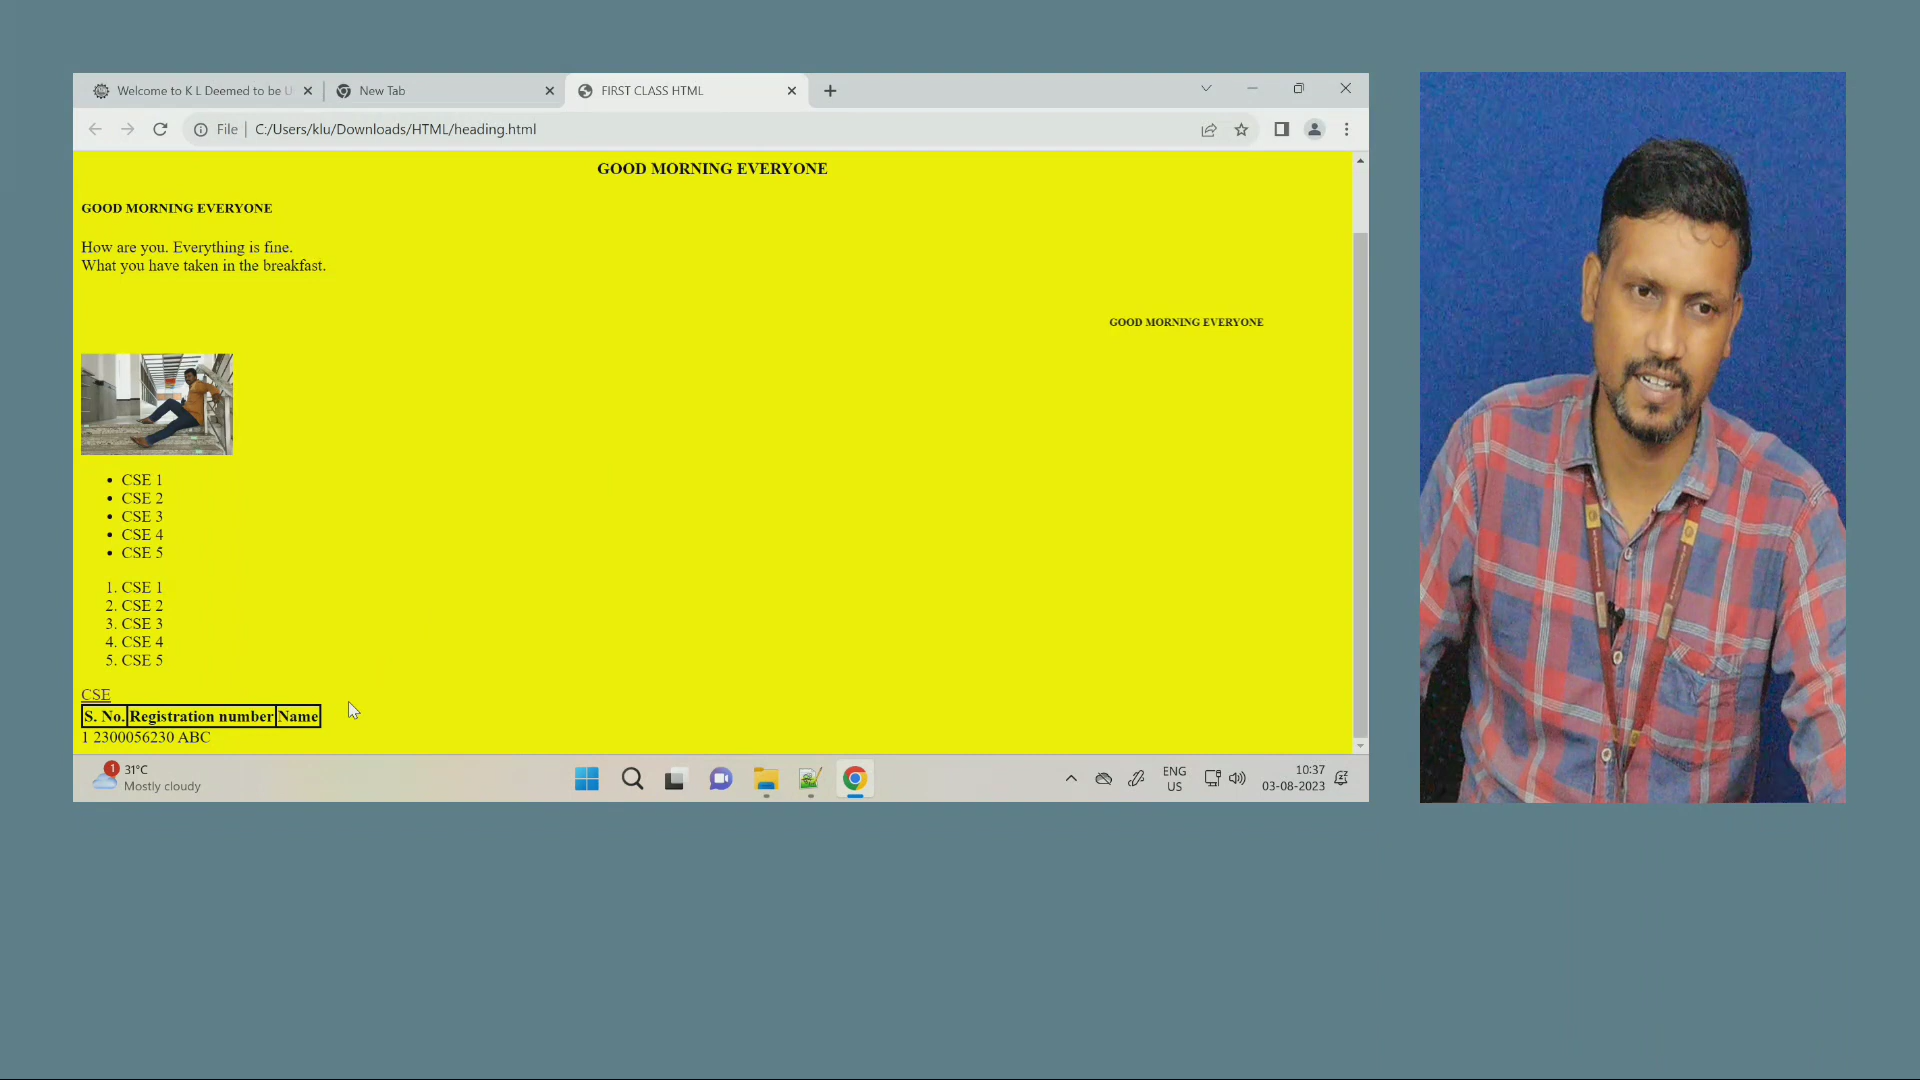 Welcome to K L Deemed to be U
New Tab
FIRST CLASS HTML
File
C:/Users/klu/Downloads/HTML/heading.html
GOOD MORNING EVERYONE
GOOD MORNING EVERYONE
How are you. Everything is fine.
What you have taken in the breakfast.
GOOD MORNING EVERYONE
• CSE 1
• CSE 2
• CSE 3
• CSE 4
• CSE 5
1. CSE 1
2. CSE 2
3. CSE 3
4. CSE 4
5. CSE 5
CSE
S. No. Registration number Name
1 2300056230 ABC
1
31°C
Mostly cloudy
ENG
US
10:37
03-08-2023